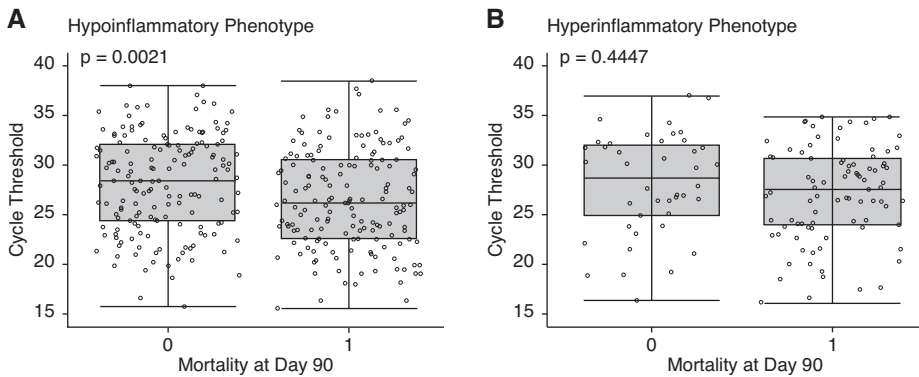 A
Hypoinflammatory Phenotype
p = 0.0021
Cycle Threshold
40
35
30
25
20
15
0
1
Mortality at Day 90
B
Hyperinflammatory Phenotype
p = 0.4447
Cycle Threshold
40
35
30
25
20
15
0
1
Mortality at Day 90